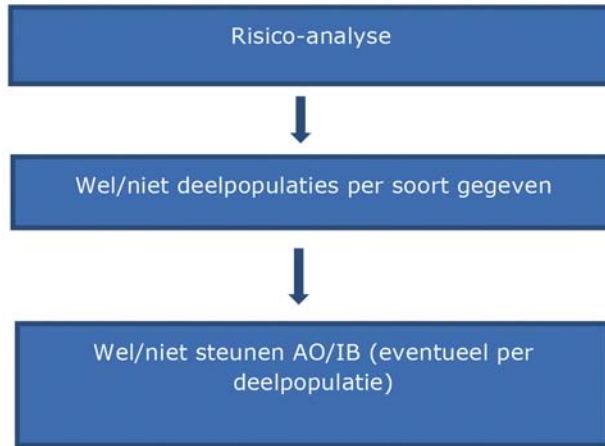 Risico-analyse
Wel/niet deelpopulaties per soort gegeven
Wel/niet steunen AO/IB (eventueel per
deelpopulatie)